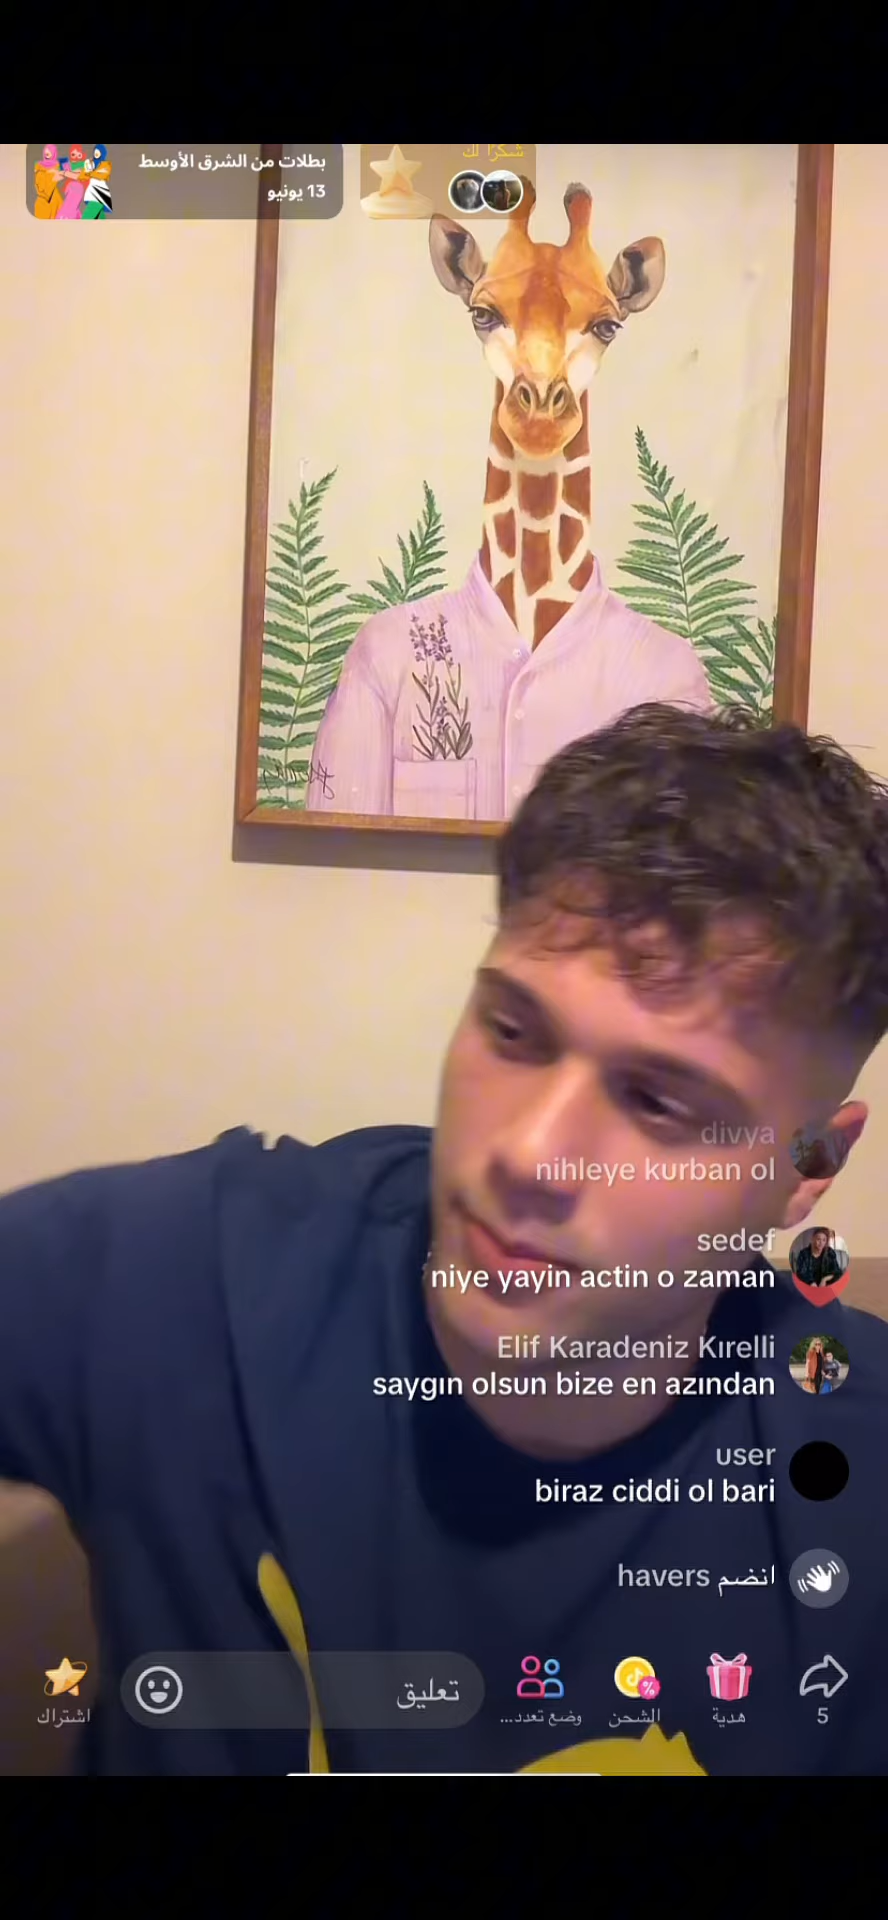 بطلات من الشرق الأوسط
13 يونيو
شكرًا لك
divya
nihleye kurban ol
sedef
niye yayin actin o zaman
Elif Karadeniz Kırelli
saygın olsun bize en azından
user
biraz ciddi ol bari
havers انضم
اشتراك
تعليق
وضع تعدد...
الشحن
هدية
5